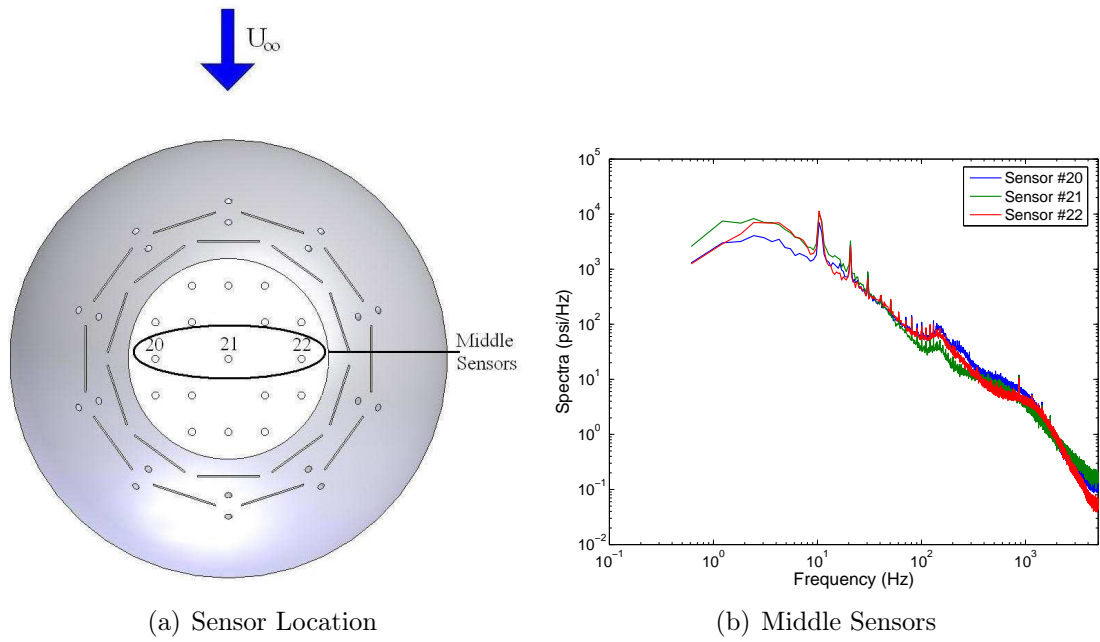 U∞
20 21 22
Middle
Sensors
(a) Sensor Location
10^5
10^4
10^3
10^2
10^1
10^0
10^-1
10^-2
Spectra (psi/Hz)
Sensor #20
Sensor #21
Sensor #22
10^-1 10^0 10^1 10^2 10^3
Frequency (Hz)
(b) Middle Sensors